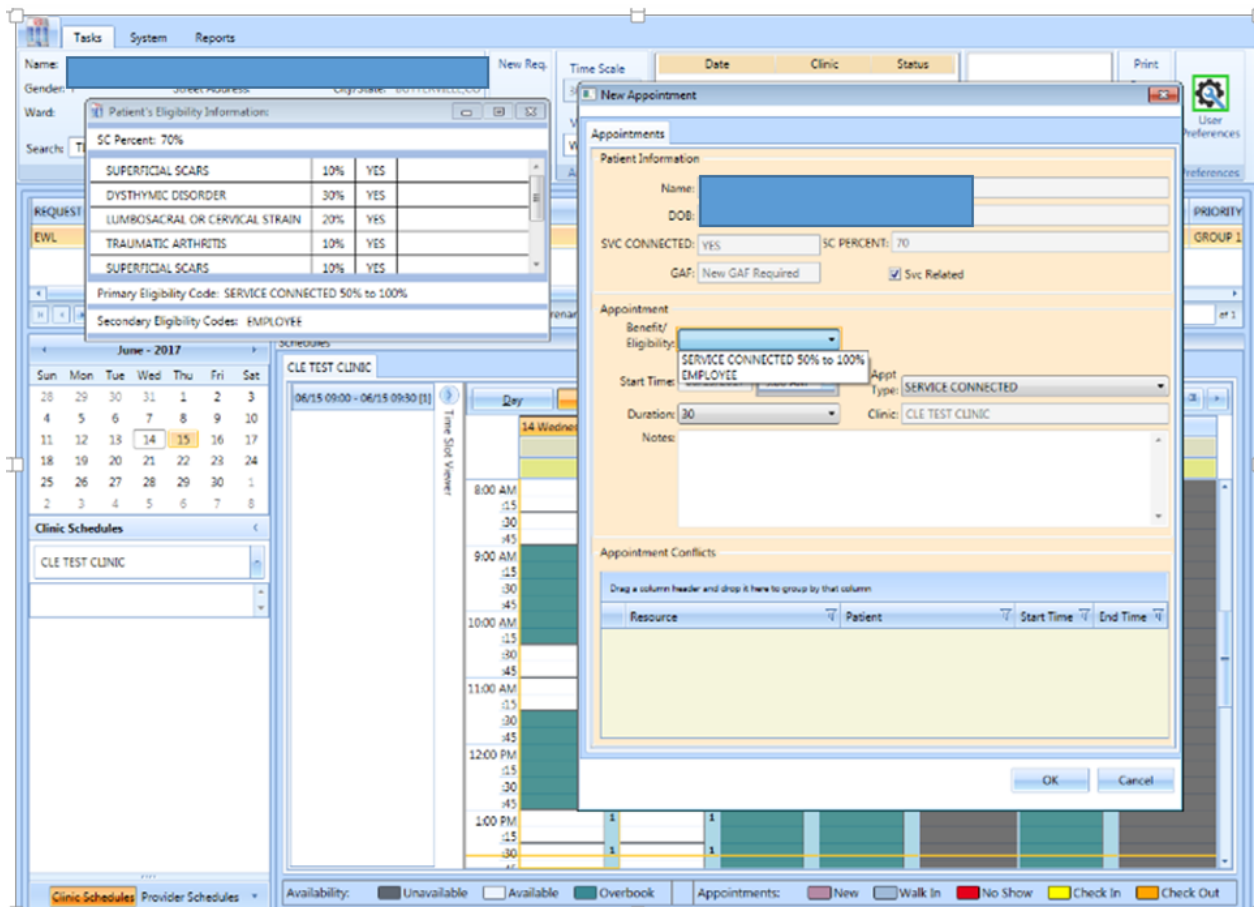 Tasks System Reports
Name: New Req. Time Scale Date Clinic Status Print
Gender: Street Address: City/State:
Ward: User Preferences
Search:
Preferences
Patient's Eligibility Information:
SC Percent: 70%
SUPERFICIAL SCARS 10% YES
DYSTHYMIC DISORDER 30% YES
LUMBOSACRAL OR CERVICAL STRAIN 20% YES
TRAUMATIC ARTHRITIS 10% YES
SUPERFICIAL SCARS 10% YES
Primary Eligibility Code: SERVICE CONNECTED 50% to 100%
Secondary Eligibility Codes: EMPLOYEE
REQUEST PRIORITY
EWL GROUP 1
of 1
New Appointment
Appointments
Patient Information
Name:
DOB:
SVC CONNECTED: YES SC PERCENT: 70
GAF: New GAF Required Svc Related
Appointment
Benefit/
Eligibility:
SERVICE CONNECTED 50% to 100%
EMPLOYEE
Start Time: Appt
Type: SERVICE CONNECTED
Duration: 30 Clinic: CLE TEST CLINIC
Notes:
Appointment Conflicts
Drag a column header and drop it here to group by that column
Resource Patient Start Time End Time
OK Cancel
June - 2017
Sun Mon Tue Wed Thu Fri Sat
28 29 30 31 1 2 3
4 5 6 7 8 9 10
11 12 13 14 15 16 17
18 19 20 21 22 23 24
25 26 27 28 29 30 1
2 3 4 5 6 7 8
Clinic Schedules
CLE TEST CLINIC
Clinic Schedules Provider Schedules
Schedules
CLE TEST CLINIC
06/15 09:00 - 06/15 09:30 [1]
Time Slot Viewer
Day
8:00 AM
:15
:30
:45
9:00 AM
:15
:30
:45
10:00 AM
:15
:30
:45
11:00 AM
:15
:30
:45
12:00 PM
:15
:30
:45
1:00 PM 1 1
:15
:30 1 1
Availability: Unavailable Available Overbook Appointments: New Walk In No Show Check In Check Out